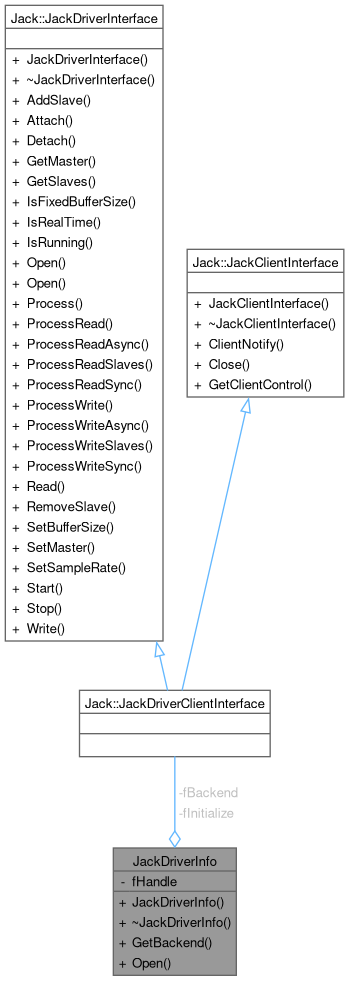 Jack::JackDriverInterface
+ JackDriverInterface()
+ ~JackDriverInterface()
+ AddSlave()
+ Attach()
+ Detach()
+ GetMaster()
+ GetSlaves()
+ IsFixedBufferSize()
+ IsRealTime()
+ IsRunning()
+ Open()
+ Open()
+ Process()
+ ProcessRead()
+ ProcessReadAsync()
+ ProcessReadSlaves()
+ ProcessReadSync()
+ ProcessWrite()
+ ProcessWriteAsync()
+ ProcessWriteSlaves()
+ ProcessWriteSync()
+ Read()
+ RemoveSlave()
+ SetBufferSize()
+ SetMaster()
+ SetSampleRate()
+ Start()
+ Stop()
+ Write()
Jack::JackClientInterface
+ JackClientInterface()
+ ~JackClientInterface()
+ ClientNotify()
+ Close()
+ GetClientControl()
Jack::JackDriverClientInterface
-fBackend
-fInitialize
JackDriverInfo
- fHandle
+ JackDriverInfo()
+ ~JackDriverInfo()
+ GetBackend()
+ Open()